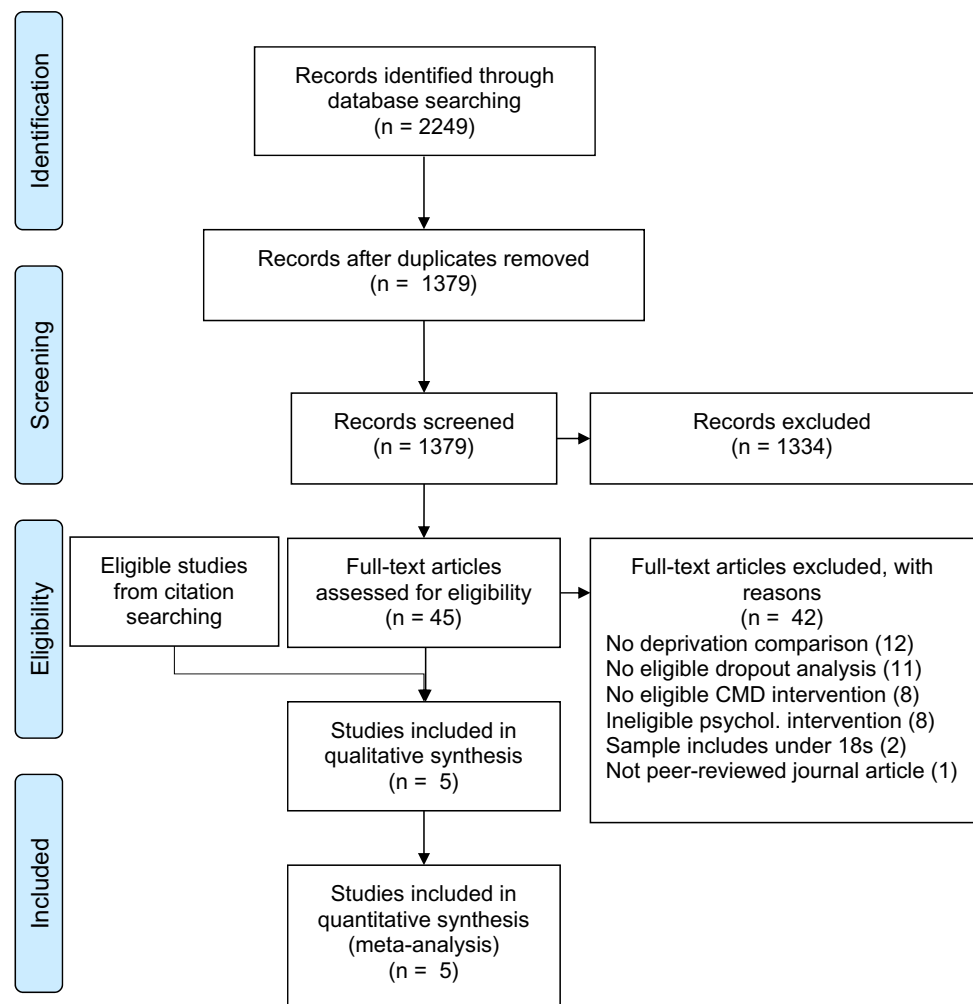 Identification
Records identified through
database searching
(n = 2249)
Records after duplicates removed
(n = 1379)
Screening
Records screened
(n = 1379)
Records excluded
(n = 1334)
Eligibility
Eligible studies
from citation
searching
Full-text articles
assessed for eligibility
(n = 45)
Full-text articles excluded, with
reasons
(n = 42)
No deprivation comparison (12)
No eligible dropout analysis (11)
No eligible CMD intervention (8)
Ineligible psychol. intervention (8)
Sample includes under 18s (2)
Not peer-reviewed journal article (1)
Studies included in
qualitative synthesis
(n = 5)
Included
Studies included in
quantitative synthesis
(meta-analysis)
(n = 5)